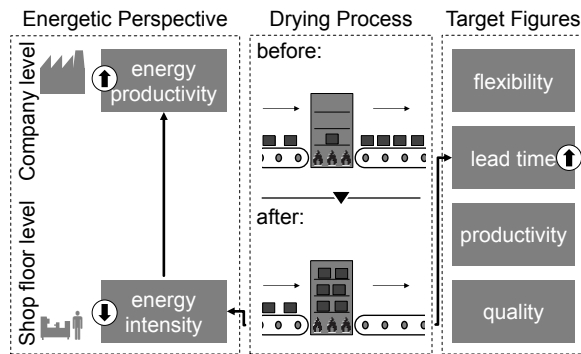 Energetic Perspective
Drying Process
Target Figures
Company level
energy
productivity
before:
flexibility
lead time
after:
productivity
Shop floor level
energy
intensity
quality